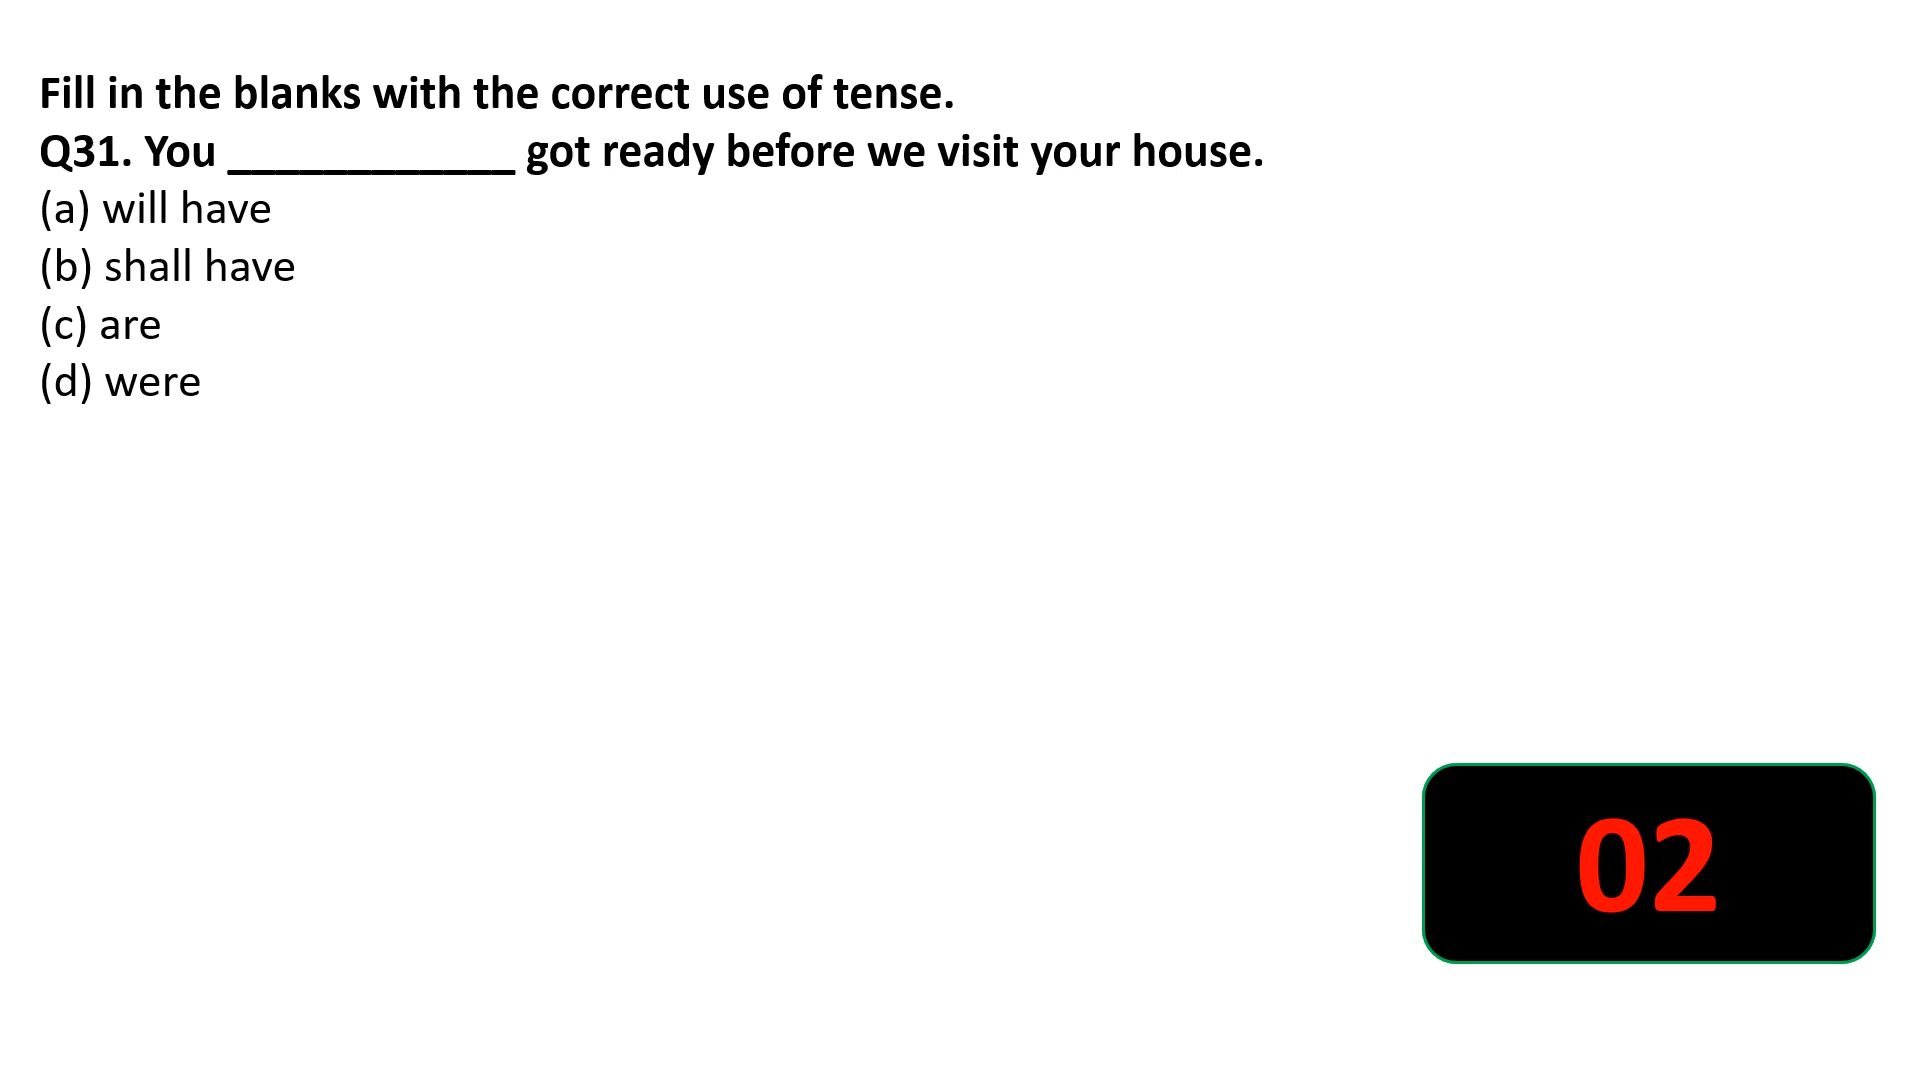 Fill in the blanks with the correct use of tense.
Q31. You ____________ got ready before we visit your house.
(a) will have
(b) shall have
(c) are
(d) were
02